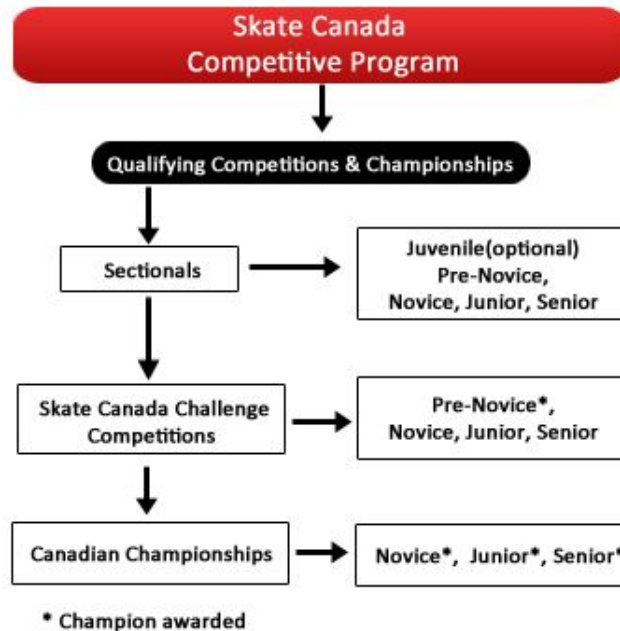 Skate Canada
Competitive Program
Qualifying Competitions & Championships
Sectionals
Juvenile(optional)
Pre-Novice,
Novice, Junior, Senior
Skate Canada Challenge
Competitions
Pre-Novice*,
Novice, Junior, Senior
Canadian Championships
Novice*, Junior*, Senior*
* Champion awarded